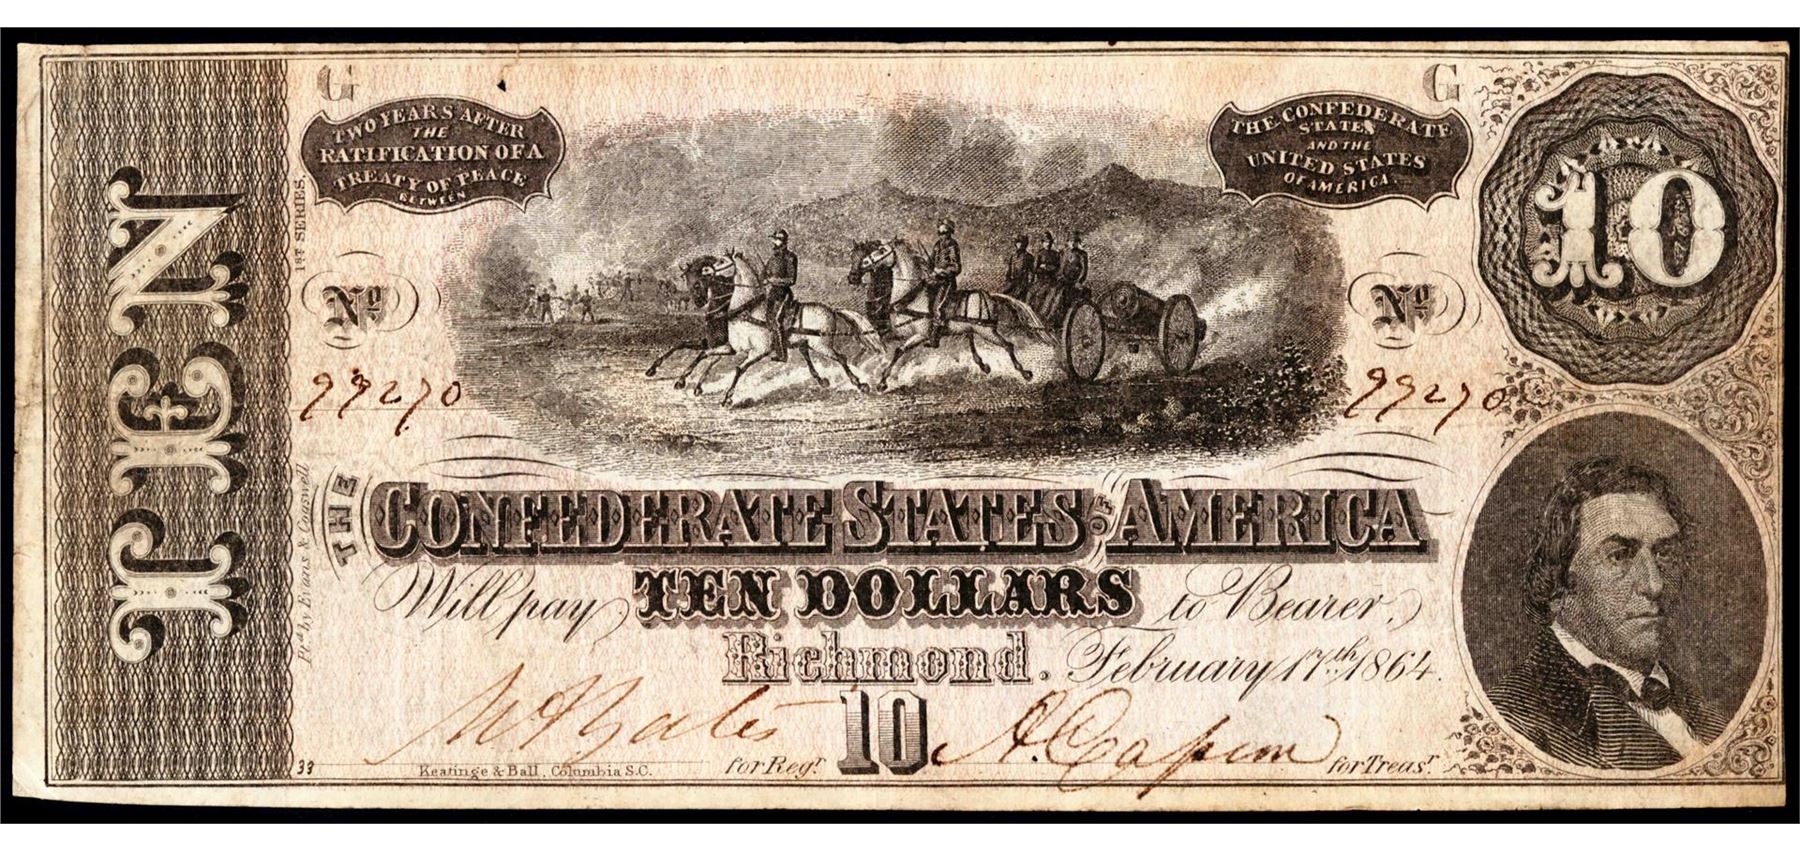 G
G
TWO YEARS AFTER
THE
RATIFICATION OF A
TREATY OF PEACE
BETWEEN
THE CONFEDERATE
STATES
AND THE
UNITED STATES
OF AMERICA.
10
TEN
1ST SERIES.
No
No
99270
99270
THE CONFEDERATE STATES OF AMERICA
Will pay TEN DOLLARS to Bearer,
Richmond. February 17th 1864.
10
for Regr
for Treasr
33
Keatinge & Ball, Columbia S.C.
Ptd by Evans & Cogswell